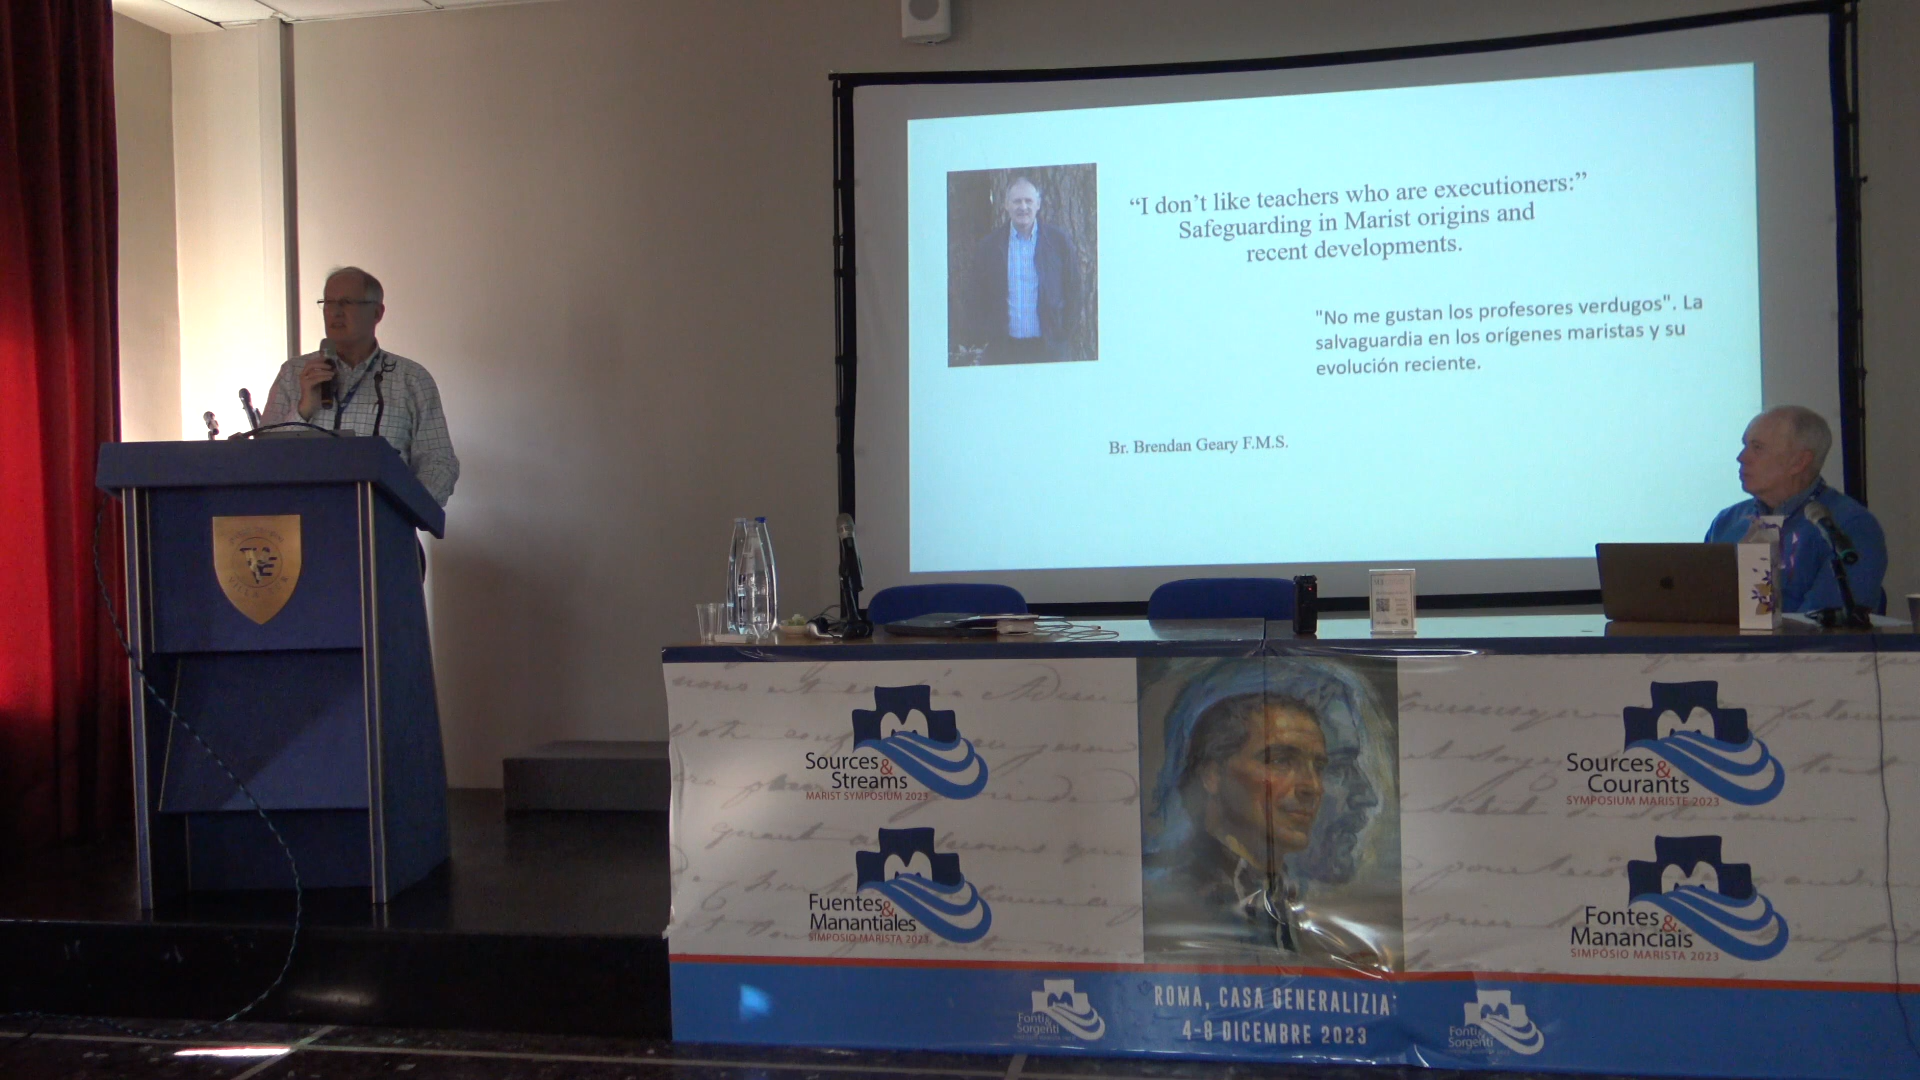 “I don’t like teachers who are executioners:”
Safeguarding in Marist origins and
recent developments.
"No me gustan los profesores verdugos". La
salvaguardia en los orígenes maristas y su
evolución reciente.
Br. Brendan Geary F.M.S.
Sources&
Streams
MARIST SYMPOSIUM 2023
Sources&
Courants
SYMPOSIUM MARISTE 2023
Fuentes&
Manantiales
SIMPOSIO MARISTA 2023
Fontes&
Mananciais
SIMPÓSIO MARISTA 2023
Fonti&
Sorgenti
ROMA, CASA GENERALIZIA
4-8 DICEMBRE 2023
Fonti&
Sorgenti